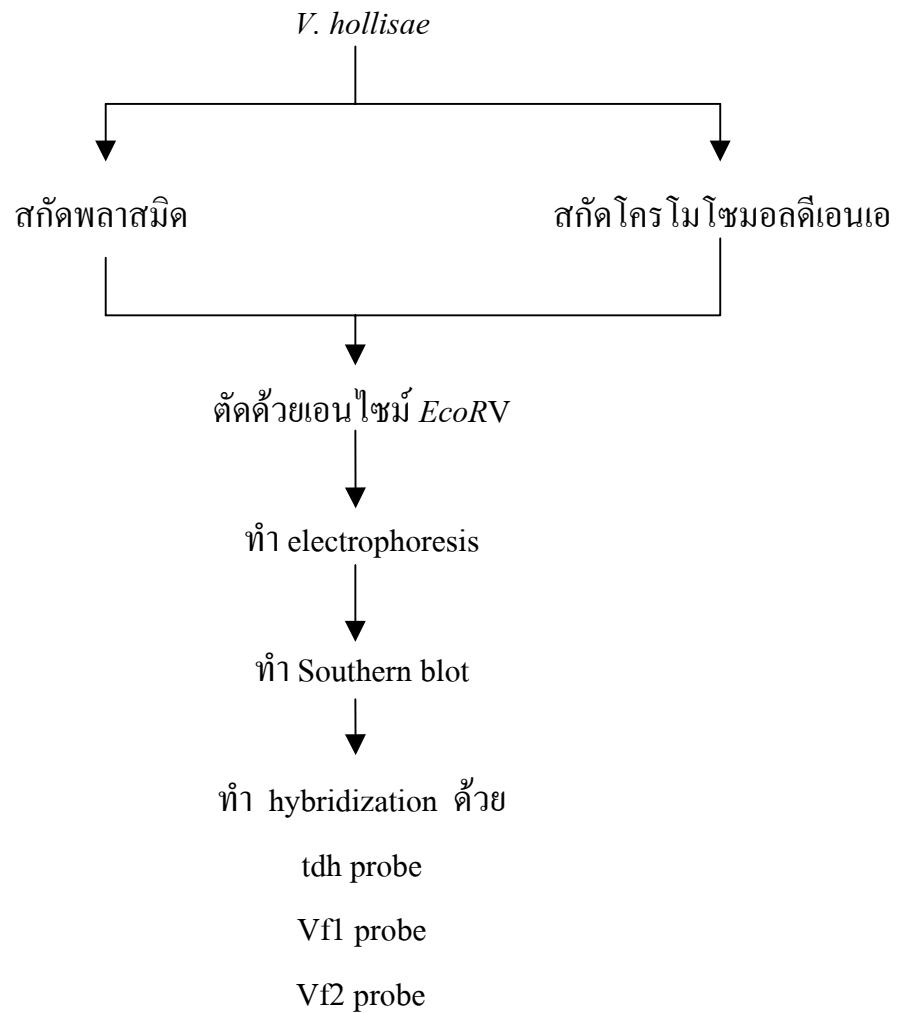 V. hollisae
สกัดพลาสมิด
สกัดโครโมโซมอลดีเอนเอ
ตัดด้วยเอนไซม์ EcoRV
ทำ electrophoresis
ทำ Southern blot
ทำ hybridization ด้วย
tdh probe
Vf1 probe
Vf2 probe